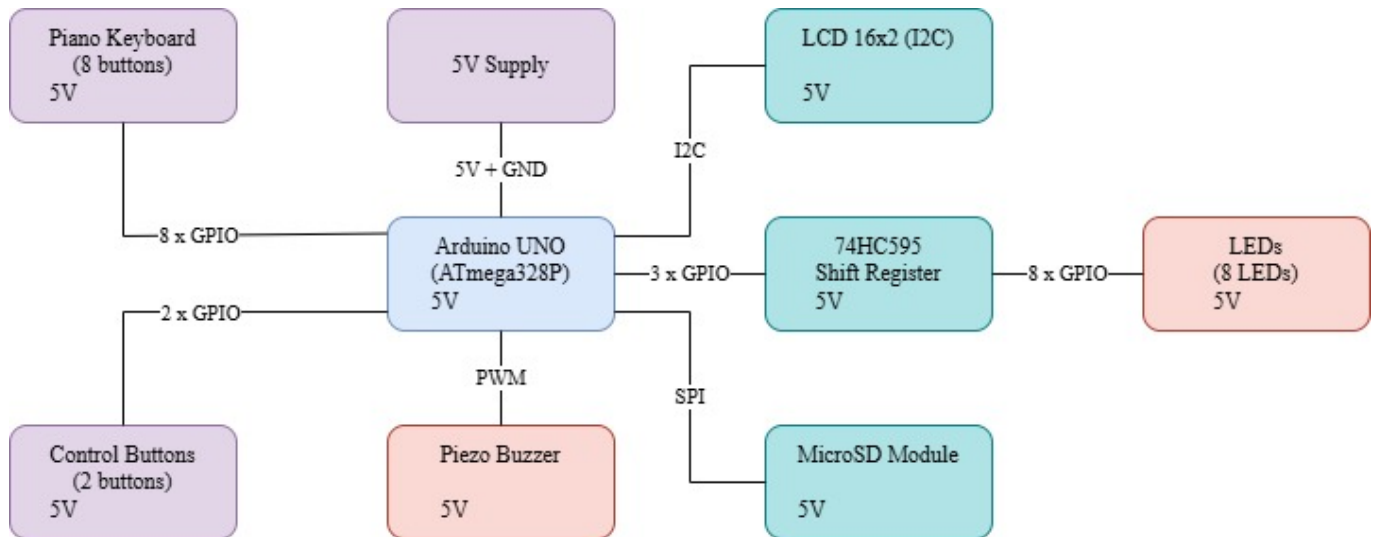 Piano Keyboard
(8 buttons)
5V
5V Supply
LCD 16x2 (I2C)
5V
5V + GND
I2C
8 x GPIO
Arduino UNO
(ATmega328P)
5V
3 x GPIO
74HC595
Shift Register
5V
8 x GPIO
LEDs
(8 LEDs)
5V
2 x GPIO
PWM
SPI
Control Buttons
(2 buttons)
5V
Piezo Buzzer
5V
MicroSD Module
5V